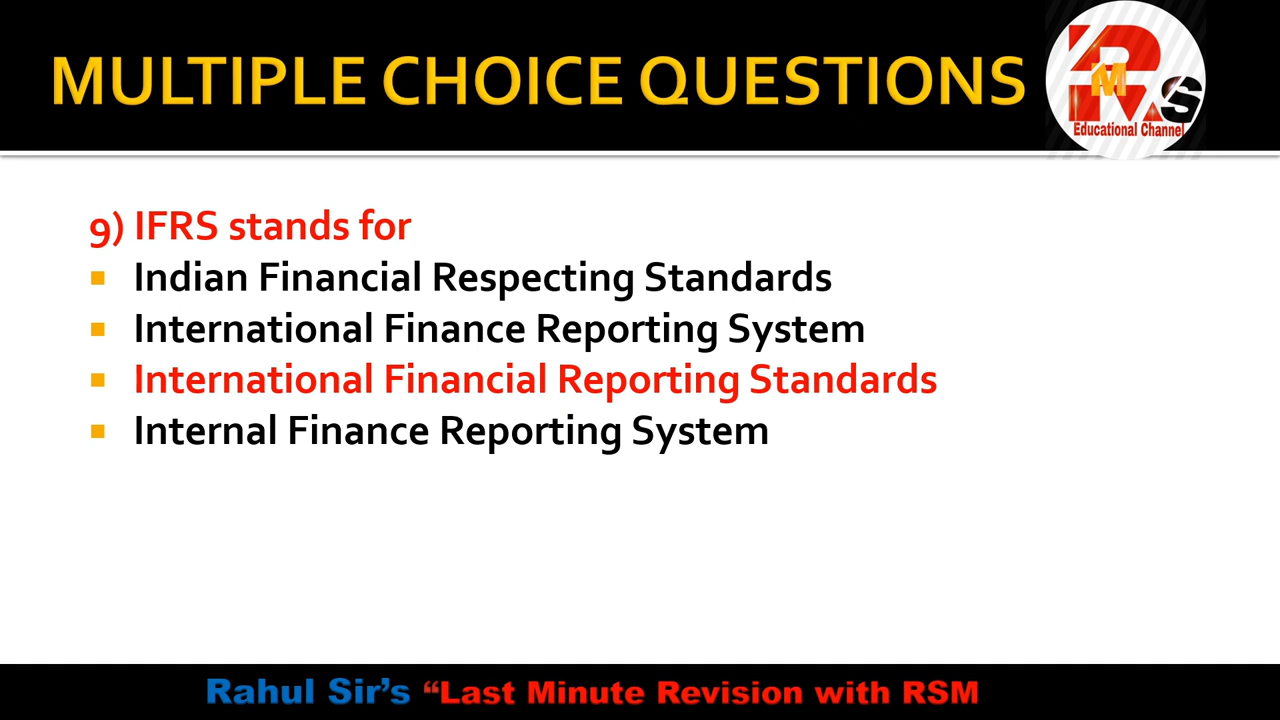 MULTIPLE CHOICE QUESTIONS
RMS
Educational Channel
9) IFRS stands for
Indian Financial Respecting Standards
International Finance Reporting System
International Financial Reporting Standards
Internal Finance Reporting System
Rahul Sir's "Last Minute Revision with RSM